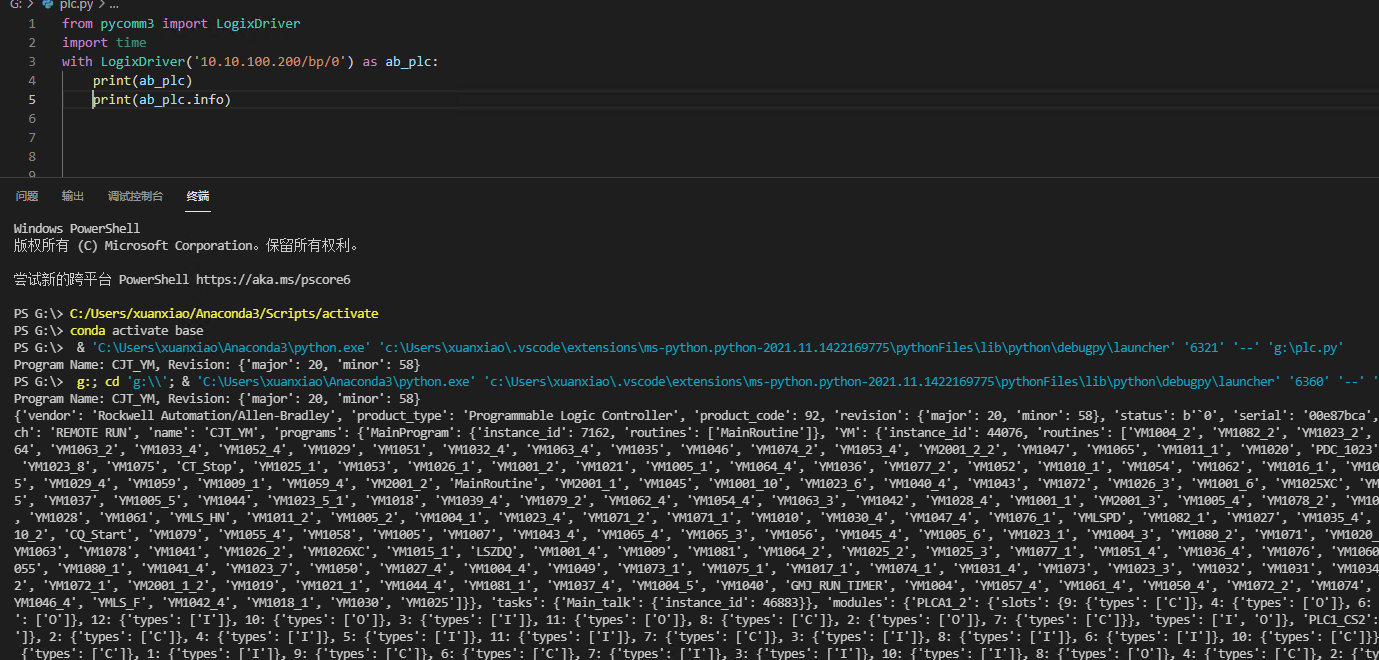 G: > plc.py > ...
1 from pycomm3 import LogixDriver
2 import time
3 with LogixDriver('10.10.100.200/bp/0') as ab_plc:
4 print(ab_plc)
5 print(ab_plc.info)
6
7
8
9
问题 输出 调试控制台 终端
Windows PowerShell
版权所有 (C) Microsoft Corporation。保留所有权利。
尝试新的跨平台 PowerShell https://aka.ms/pscore6
PS G:\> C:/Users/xuanxiao/Anaconda3/Scripts/activate
PS G:\> conda activate base
PS G:\>  & 'C:\Users\xuanxiao\Anaconda3\python.exe' 'c:\Users\xuanxiao\.vscode\extensions\ms-python.python-2021.11.1422169775\pythonFiles\lib\python\debugpy\launcher' '6321' '--' 'g:\plc.py'
Program Name: CJT_YM, Revision: {'major': 20, 'minor': 58}
PS G:\>  g:; cd 'g:\\'; & 'C:\Users\xuanxiao\Anaconda3\python.exe' 'c:\Users\xuanxiao\.vscode\extensions\ms-python.python-2021.11.1422169775\pythonFiles\lib\python\debugpy\launcher' '6360' '--' '
Program Name: CJT_YM, Revision: {'major': 20, 'minor': 58}
{'vendor': 'Rockwell Automation/Allen-Bradley', 'product_type': 'Programmable Logic Controller', 'product_code': 92, 'revision': {'major': 20, 'minor': 58}, 'status': b'`0', 'serial': '00e87bca',
ch': 'REMOTE RUN', 'name': 'CJT_YM', 'programs': {'MainProgram': {'instance_id': 7162, 'routines': ['MainRoutine']}, 'YM': {'instance_id': 44076, 'routines': ['YM1004_2', 'YM1082_2', 'YM1023_2',
64', 'YM1063_2', 'YM1033_4', 'YM1052_4', 'YM1029', 'YM1051', 'YM1032_4', 'YM1063_4', 'YM1035', 'YM1046', 'YM1074_2', 'YM1053_4', 'YM2001_2_2', 'YM1047', 'YM1065', 'YM1011_1', 'YM1020', 'PDC_1023'
'YM1023_8', 'YM1075', 'CT_Stop', 'YM1025_1', 'YM1053', 'YM1026_1', 'YM1001_2', 'YM1021', 'YM1005_1', 'YM1064_4', 'YM1036', 'YM1077_2', 'YM1052', 'YM1010_1', 'YM1054', 'YM1062', 'YM1016_1', 'YM10
5', 'YM1029_4', 'YM1059', 'YM1009_1', 'YM1059_4', 'YM2001_2', 'MainRoutine', 'YM2001_1', 'YM1045', 'YM1001_10', 'YM1023_6', 'YM1040_4', 'YM1043', 'YM1072', 'YM1026_3', 'YM1001_6', 'YM1025XC', 'YM
5', 'YM1037', 'YM1005_5', 'YM1044', 'YM1023_5_1', 'YM1018', 'YM1039_4', 'YM1079_2', 'YM1062_4', 'YM1054_4', 'YM1063_3', 'YM1042', 'YM1028_4', 'YM1001_1', 'YM2001_3', 'YM1005_4', 'YM1078_2', 'YM10
, 'YM1028', 'YM1061', 'YMLS_HN', 'YM1011_2', 'YM1005_2', 'YM1004_1', 'YM1023_4', 'YM1071_2', 'YM1071_1', 'YM1010', 'YM1030_4', 'YM1047_4', 'YM1076_1', 'YMLSPD', 'YM1082_1', 'YM1027', 'YM1035_4',
10_2', 'CQ_Start', 'YM1079', 'YM1055_4', 'YM1058', 'YM1005', 'YM1007', 'YM1043_4', 'YM1065_4', 'YM1065_3', 'YM1056', 'YM1045_4', 'YM1005_6', 'YM1023_1', 'YM1004_3', 'YM1080_2', 'YM1071', 'YM1020_
YM1063', 'YM1078', 'YM1041', 'YM1026_2', 'YM1026XC', 'YM1015_1', 'LSZDQ', 'YM1001_4', 'YM1009', 'YM1081', 'YM1064_2', 'YM1025_2', 'YM1025_3', 'YM1077_1', 'YM1051_4', 'YM1036_4', 'YM1076', 'YM1060
055', 'YM1080_1', 'YM1041_4', 'YM1023_7', 'YM1050', 'YM1027_4', 'YM1004_4', 'YM1049', 'YM1073_1', 'YM1075_1', 'YM1017_1', 'YM1074_1', 'YM1031_4', 'YM1073', 'YM1023_3', 'YM1032', 'YM1031', 'YM1034
2', 'YM1072_1', 'YM2001_1_2', 'YM1019', 'YM1021_1', 'YM1044_4', 'YM1081_1', 'YM1037_4', 'YM1004_5', 'YM1040', 'GMJ_RUN_TIMER', 'YM1004', 'YM1057_4', 'YM1061_4', 'YM1050_4', 'YM1072_2', 'YM1074',
YM1046_4', 'YMLS_F', 'YM1042_4', 'YM1018_1', 'YM1030', 'YM1025']}}, 'tasks': {'Main_talk': {'instance_id': 46883}}, 'modules': {'PLCA1_2': {'slots': {9: {'types': ['C']}, 4: {'types': ['O']}, 6:
': ['O']}, 12: {'types': ['I']}, 10: {'types': ['O']}, 3: {'types': ['I']}, 11: {'types': ['O']}, 8: {'types': ['C']}, 2: {'types': ['O']}, 7: {'types': ['C']}}, 'types': ['I', 'O']}, 'PLC1_CS2':
']}, 2: {'types': ['C']}, 4: {'types': ['I']}, 5: {'types': ['I']}, 11: {'types': ['I']}, 7: {'types': ['C']}, 3: {'types': ['I']}, 8: {'types': ['I']}, 6: {'types': ['I']}, 10: {'types': ['C']}}
{'types': ['C']}, 1: {'types': ['I']}, 9: {'types': ['C']}, 6: {'types': ['C']}, 7: {'types': ['I']}, 3: {'types': ['I']}, 10: {'types': ['I']}, 8: {'types': ['O']}, 4: {'types': ['C']}, 2: {'ty